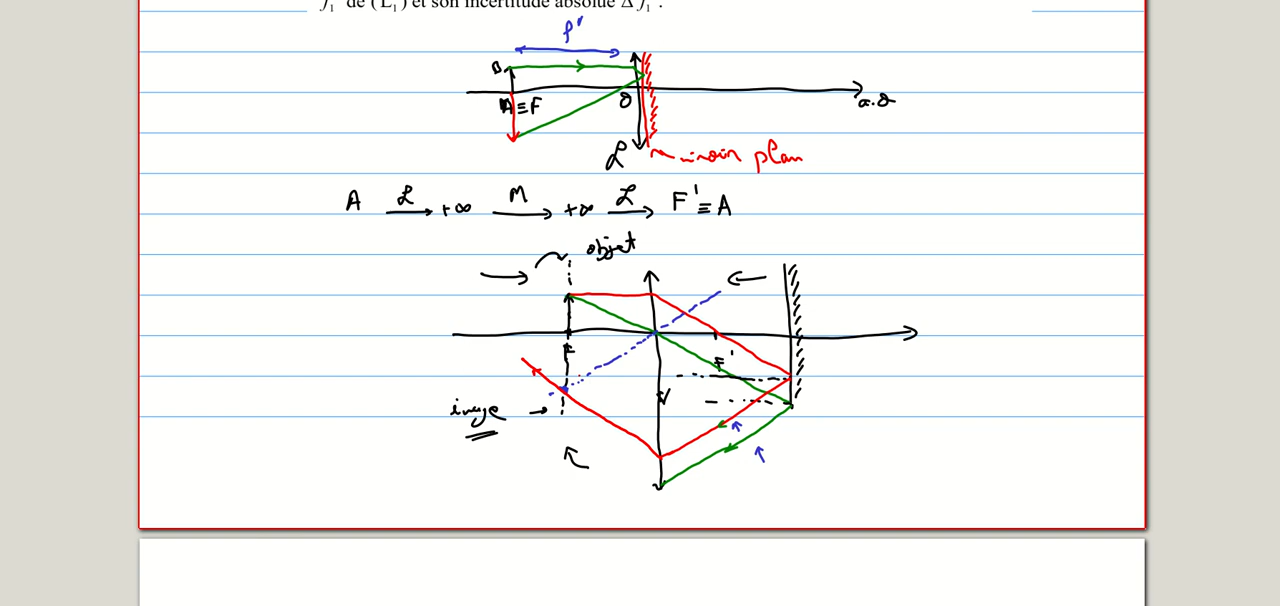 f₁' de (L₁) et son incertitude absolue Δf₁'.
f'
B
A≡F
O
a.o
L
miroir plan
A L→ +∞ M→ +∞ L→ F'≡A
objet
F
F'
image